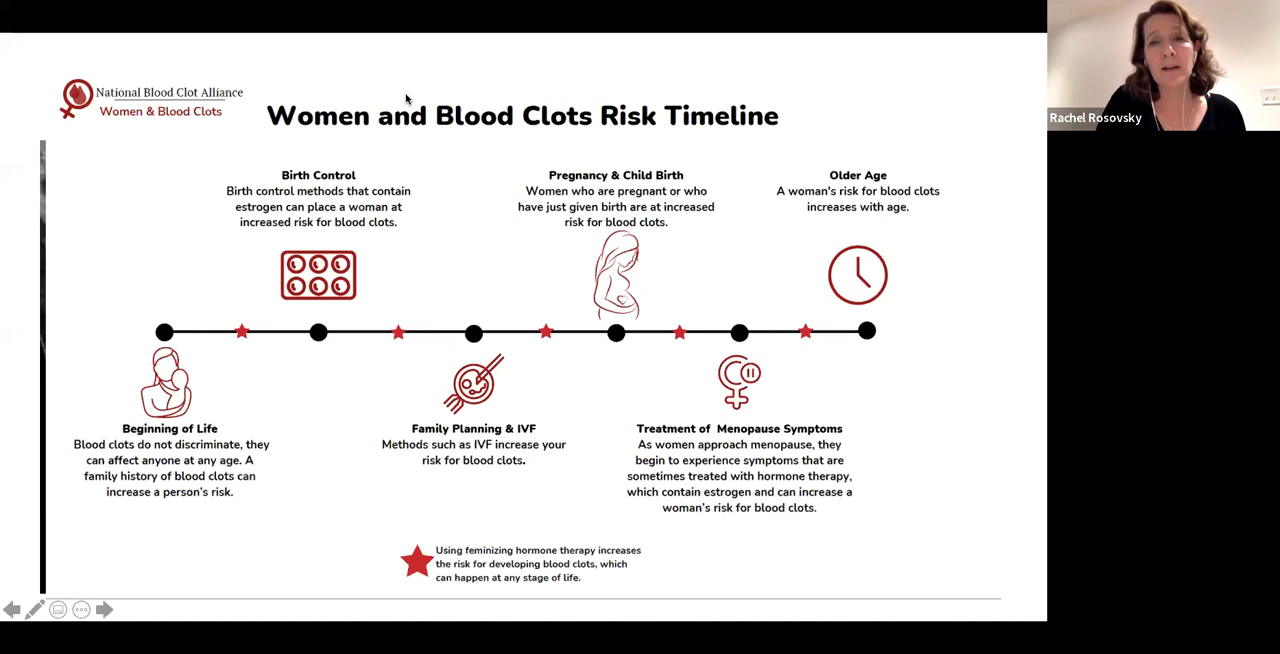 National Blood Clot Alliance
Women & Blood Clots
Women and Blood Clots Risk Timeline
Rachel Rosovsky
Birth Control
Birth control methods that contain
estrogen can place a woman at
increased risk for blood clots.
Pregnancy & Child Birth
Women who are pregnant or who
have just given birth are at increased
risk for blood clots.
Older Age
A woman's risk for blood clots
increases with age.
Beginning of Life
Blood clots do not discriminate, they
can affect anyone at any age. A
family history of blood clots can
increase a person's risk.
Family Planning & IVF
Methods such as IVF increase your
risk for blood clots.
Treatment of Menopause Symptoms
As women approach menopause, they
begin to experience symptoms that are
sometimes treated with hormone therapy,
which contain estrogen and can increase a
woman's risk for blood clots.
Using feminizing hormone therapy increases
the risk for developing blood clots, which
can happen at any stage of life.